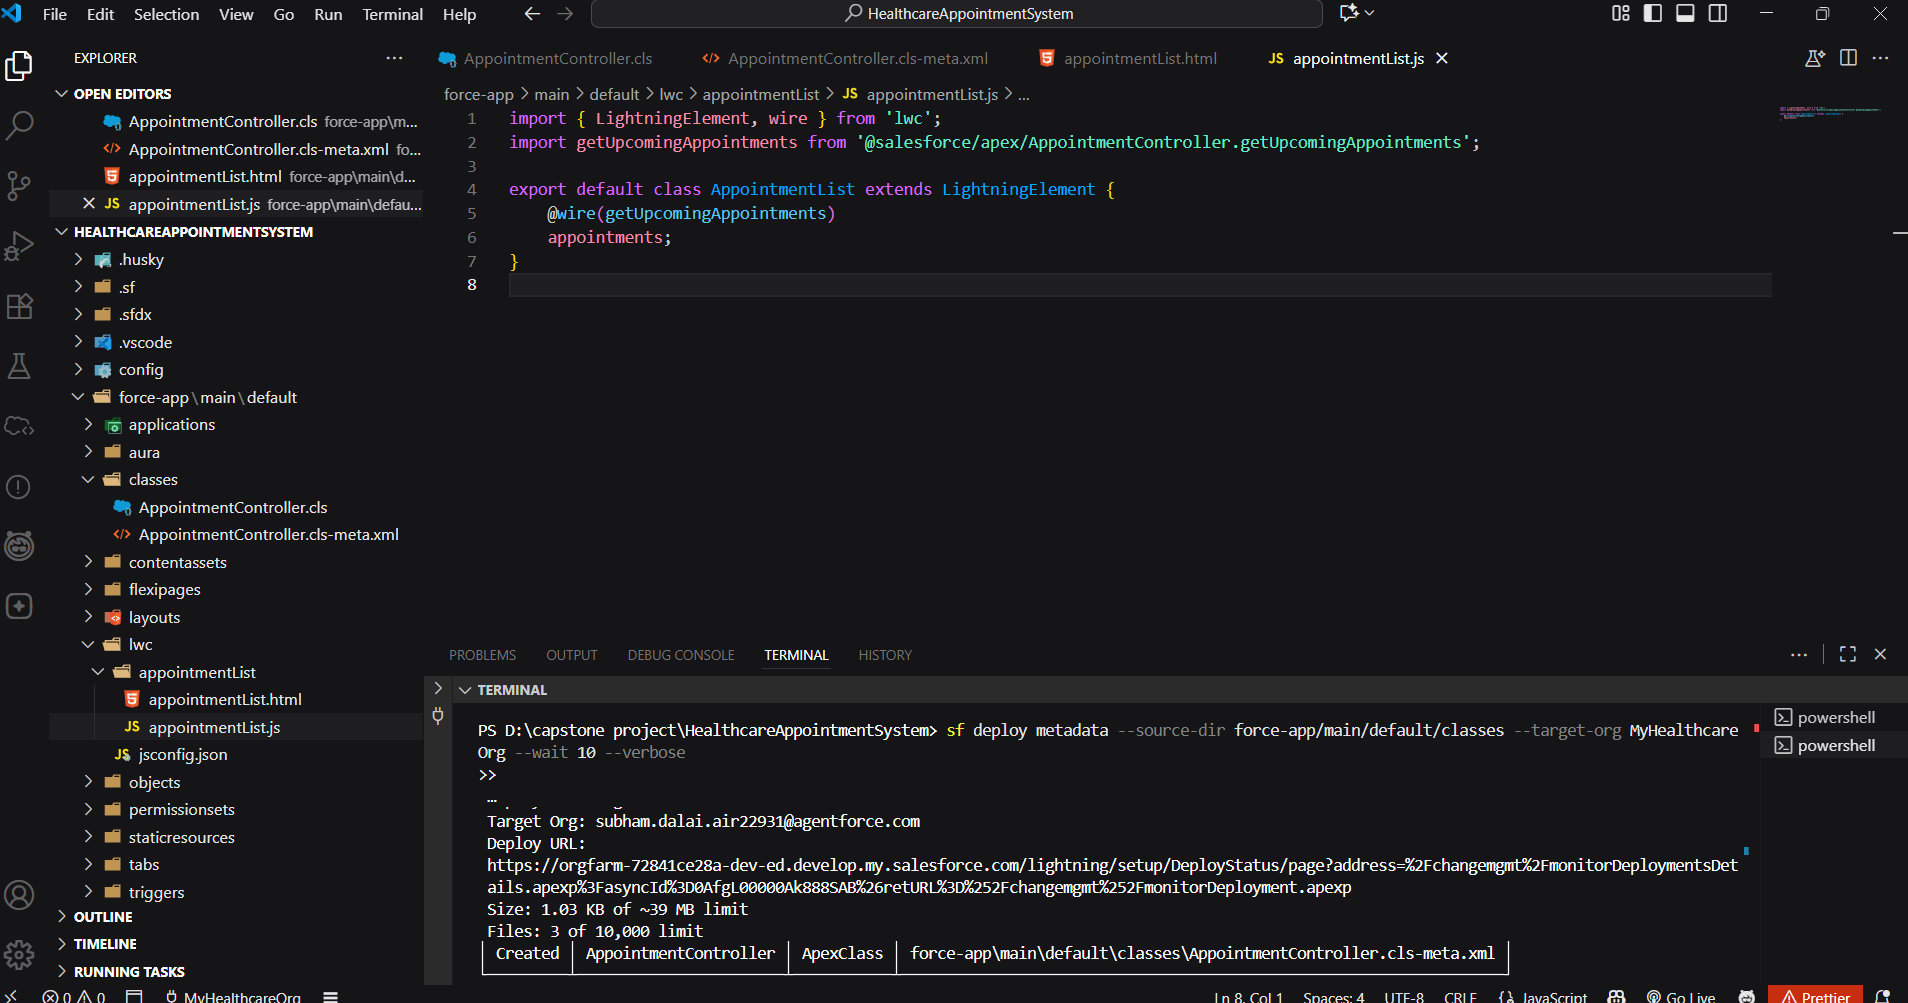 File Edit Selection View Go Run Terminal Help
HealthcareAppointmentSystem
EXPLORER
OPEN EDITORS
AppointmentController.cls force-app\m...
AppointmentController.cls-meta.xml fo...
appointmentList.html force-app\main\d...
JS appointmentList.js force-app\main\defau...
HEALTHCAREAPPOINTMENTSYSTEM
.husky
.sf
.sfdx
.vscode
config
force-app\main\default
applications
aura
classes
AppointmentController.cls
AppointmentController.cls-meta.xml
contentassets
flexipages
layouts
lwc
appointmentList
appointmentList.html
JS appointmentList.js
JS jsconfig.json
objects
permissionsets
staticresources
tabs
triggers
OUTLINE
TIMELINE
RUNNING TASKS
AppointmentController.cls
AppointmentController.cls-meta.xml
appointmentList.html
JS appointmentList.js
force-app > main > default > lwc > appointmentList > JS appointmentList.js > ...
1 import { LightningElement, wire } from 'lwc';
2 import getUpcomingAppointments from '@salesforce/apex/AppointmentController.getUpcomingAppointments';
3
4 export default class AppointmentList extends LightningElement {
5 @wire(getUpcomingAppointments)
6 appointments;
7 }
8
PROBLEMS OUTPUT DEBUG CONSOLE TERMINAL HISTORY
TERMINAL
PS D:\capstone project\HealthcareAppointmentSystem> sf deploy metadata --source-dir force-app/main/default/classes --target-org MyHealthcare
Org --wait 10 --verbose
>>
…
Target Org: subham.dalai.air22931@agentforce.com
Deploy URL:
https://orgfarm-72841ce28a-dev-ed.develop.my.salesforce.com/lightning/setup/DeployStatus/page?address=%2Fchangemgmt%2FmonitorDeploymentsDet
ails.apexp%3FasyncId%3D0AfgL00000Ak888SAB%26retURL%3D%252Fchangemgmt%252FmonitorDeployment.apexp
Size: 1.03 KB of ~39 MB limit
Files: 3 of 10,000 limit
Created AppointmentController ApexClass force-app\main\default\classes\AppointmentController.cls-meta.xml
powershell
powershell
0 0 MyHealthcareOrg
Ln 8, Col 1 Spaces: 4 UTF-8 CRLF {} JavaScript Go Live Prettier